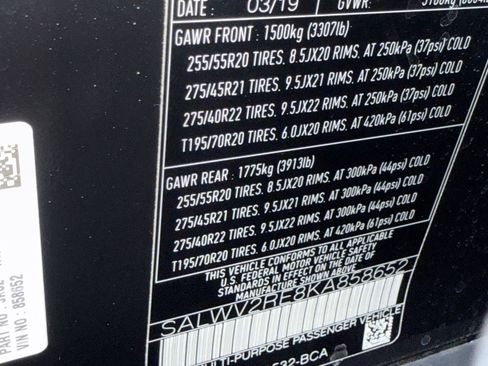 DATE : 03/19 GVWR:
GAWR FRONT : 1500kg (3307lb)
255/55R20 TIRES. 8.5JX20 RIMS. AT 250kPa (37psi) COLD
275/45R21 TIRES. 9.5JX21 RIMS. AT 250kPa (37psi) COLD
275/40R22 TIRES. 9.5JX22 RIMS. AT 250kPa (37psi) COLD
T195/70R20 TIRES. 6.0JX20 RIMS. AT 420kPa (61psi) COLD
GAWR REAR : 1775kg (3913lb)
255/55R20 TIRES. 8.5JX20 RIMS. AT 300kPa (44psi) COLD
275/45R21 TIRES. 9.5JX21 RIMS. AT 300kPa (44psi) COLD
275/40R22 TIRES. 9.5JX22 RIMS. AT 300kPa (44psi) COLD
T195/70R20 TIRES. 6.0JX20 RIMS. AT 420kPa (61psi) COLD
THIS VEHICLE CONFORMS TO ALL APPLICABLE
U.S. FEDERAL MOTOR VEHICLE SAFETY
STANDARDS IN EFFECT ON THE DATE OF
MANUFACTURE SHOWN ABOVE
SALWV2RE8KA858652
MULTI-PURPOSE PASSENGER VEHICLE
532-BCA
PART NO :
VIN NO : 858652